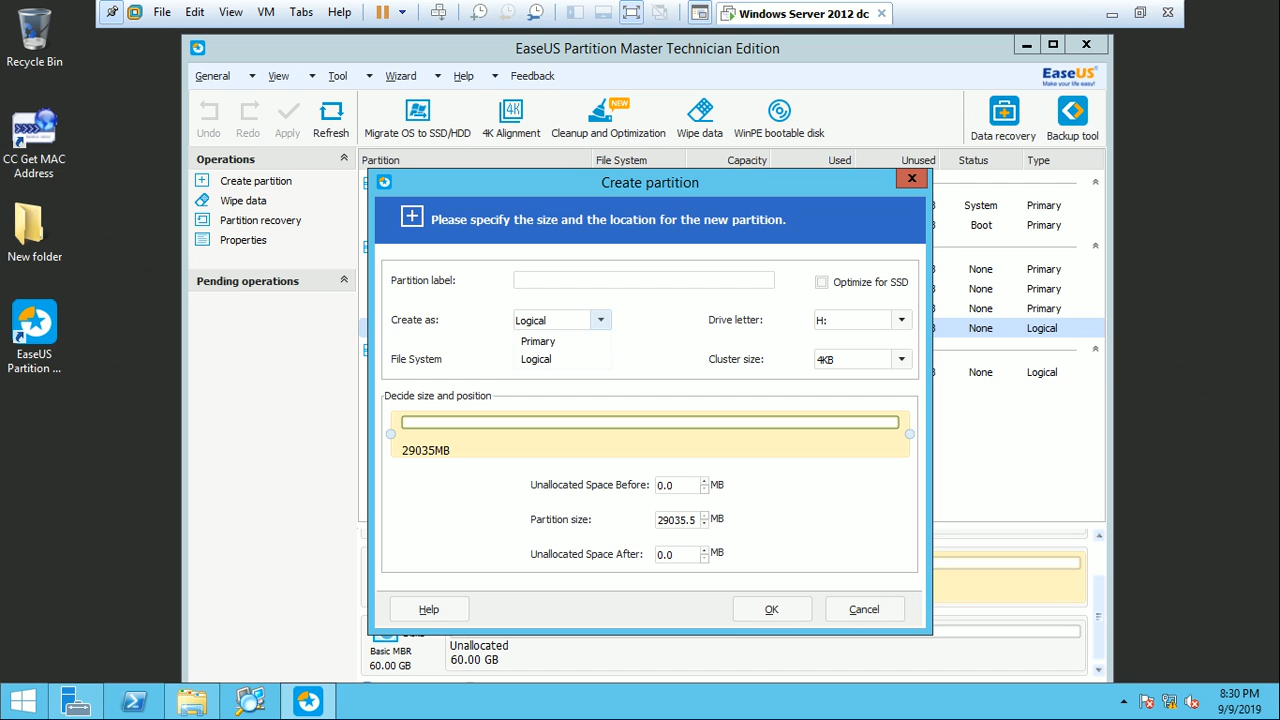 File Edit View VM Tabs Help
Windows Server 2012 dc
Recycle Bin
CC Get MAC
Address
New folder
EaseUS
Partition ...
EaseUS Partition Master Technician Edition
General View Tool Wizard Help Feedback
EaseUS
Make your life easy!
NEW
Undo Redo Apply Refresh Migrate OS to SSD/HDD 4K Alignment Cleanup and Optimization Wipe data WinPE bootable disk Data recovery Backup tool
Operations
Create partition
Wipe data
Partition recovery
Properties
Pending operations
Partition File System Capacity Used Unused Status Type
System Primary
Boot Primary
None Primary
None Primary
None Primary
None Logical
None Logical
Create partition
Please specify the size and the location for the new partition.
Partition label: Optimize for SSD
Create as: Logical Drive letter: H:
Primary
Logical
File System Cluster size: 4KB
Decide size and position
29035MB
Unallocated Space Before: 0.0 MB
Partition size: 29035.5 MB
Unallocated Space After: 0.0 MB
Help OK Cancel
Basic MBR
60.00 GB
Unallocated
60.00 GB
8:30 PM
9/9/2019